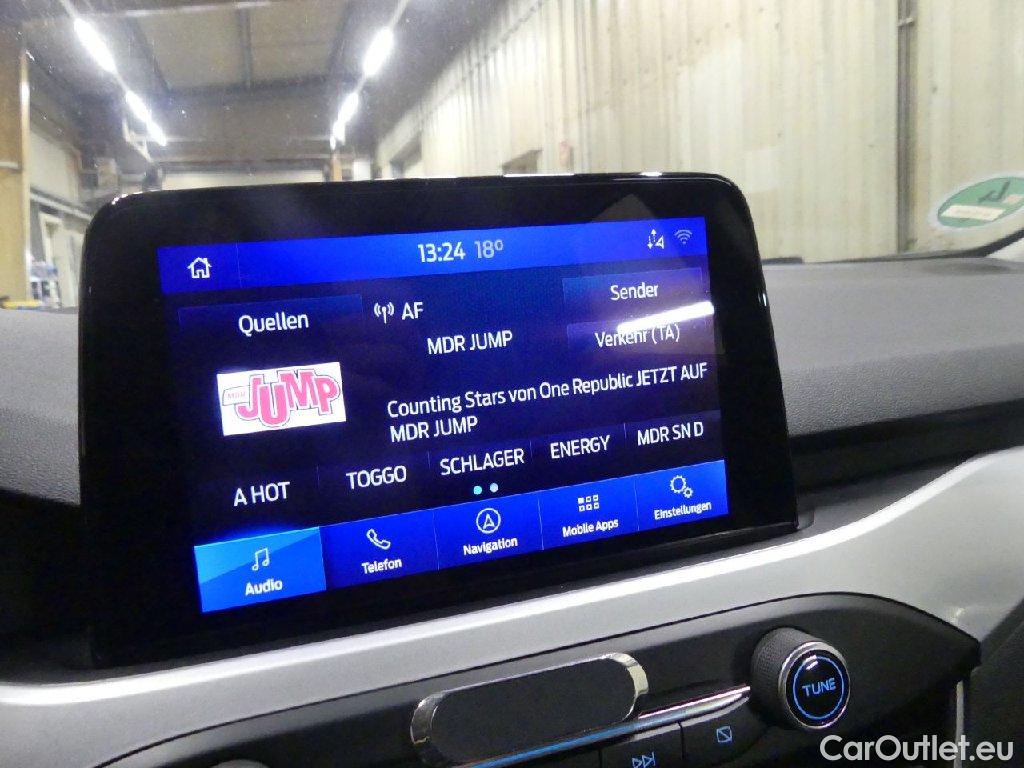 13:24 18°
Quellen
AF
Sender
MDR JUMP
Verkehr (TA)
MDR JUMP
Counting Stars von One Republic JETZT AUF
MDR JUMP
A HOT
TOGGO
SCHLAGER
ENERGY
MDR SN D
Audio
Telefon
Navigation
Mobile Apps
Einstellungen
TUNE
CarOutlet.eu